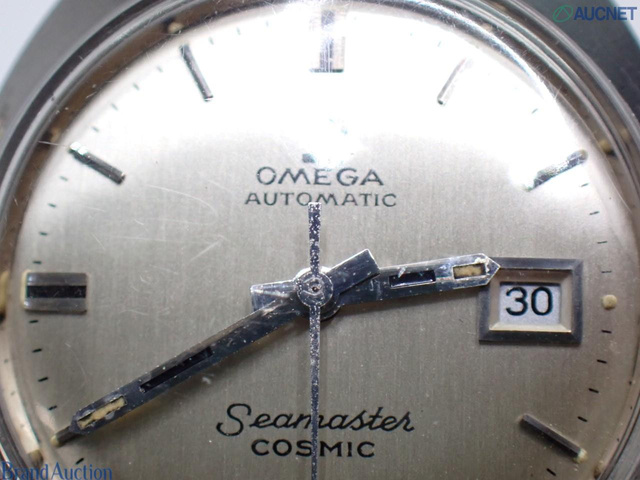 AUCNET
OMEGA
AUTOMATIC
30
Seamaster
COSMIC
Brand Auction